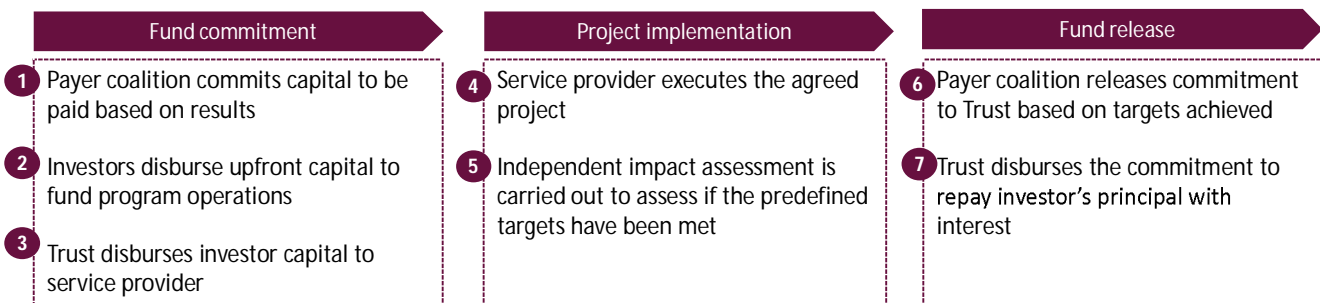 Fund commitment
1 Payer coalition commits capital to be
paid based on results
2 Investors disburse upfront capital to
fund program operations
3 Trust disburses investor capital to
service provider
Project implementation
4 Service provider executes the agreed
project
5 Independent impact assessment is
carried out to assess if the predefined
targets have been met
Fund release
6 Payer coalition releases commitment
to Trust based on targets achieved
7 Trust disburses the commitment to
repay investor’s principal with
interest